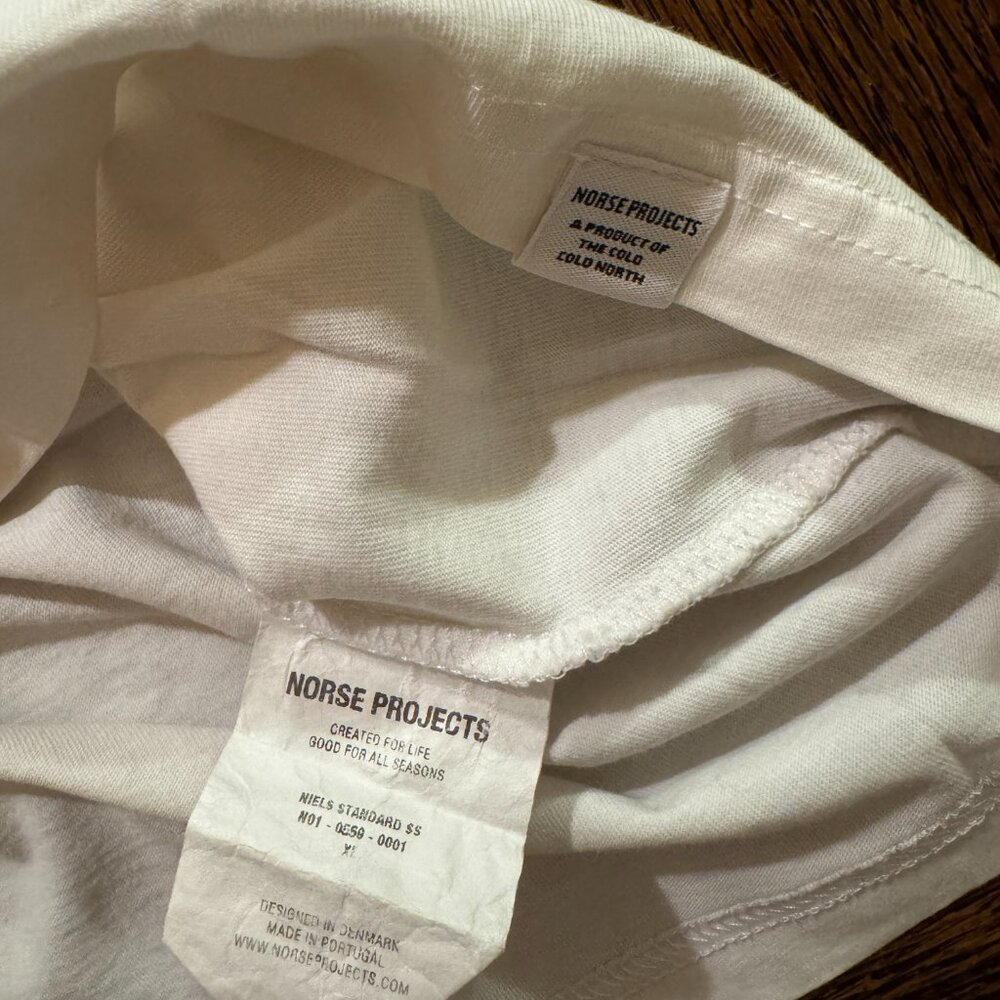 NORSE PROJECTS
A PRODUCT OF
THE COLD
COLD NORTH
NORSE PROJECTS
CREATED FOR LIFE
GOOD FOR ALL SEASONS
NIELS STANDARD SS
N01 - 0559 - 0001
XL
DESIGNED IN DENMARK
MADE IN PORTUGAL
WWW.NORSEPROJECTS.COM